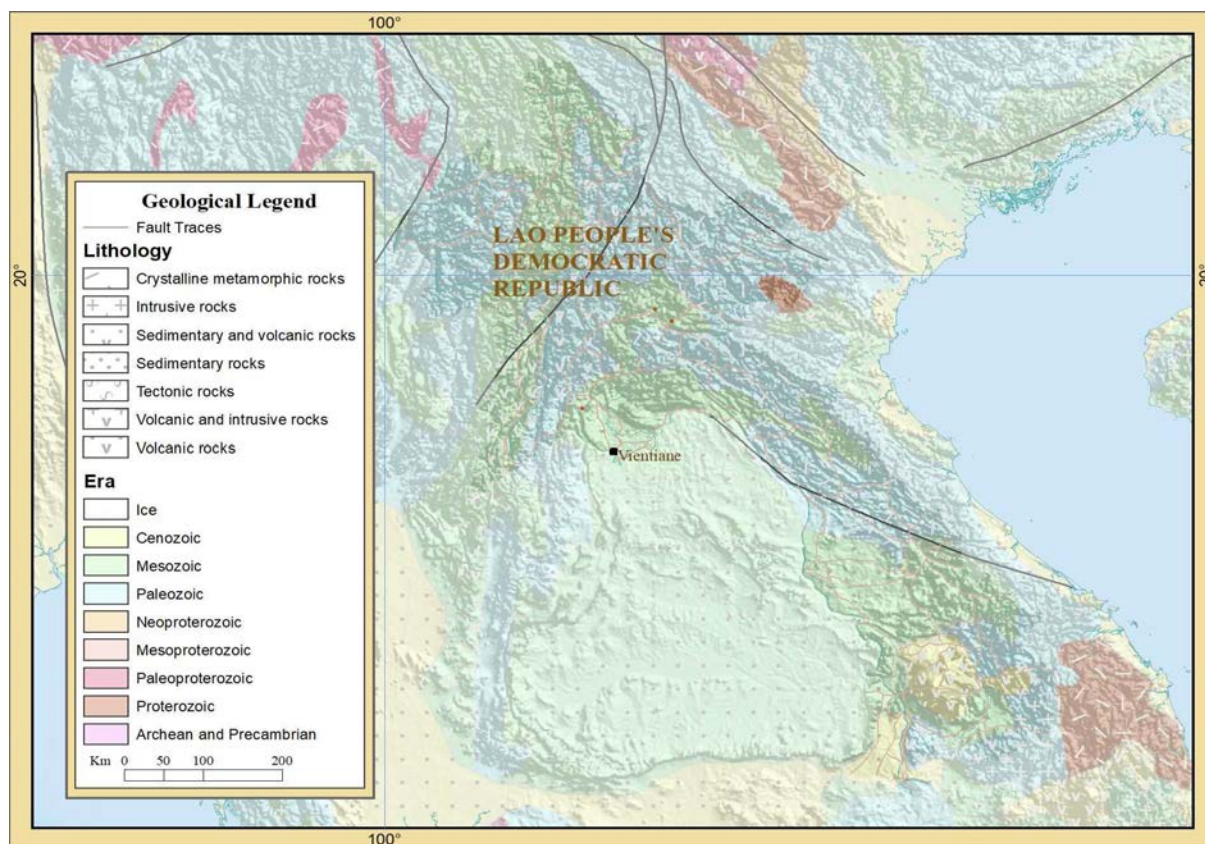 100°
20°
20°
LAO PEOPLE'S
DEMOCRATIC
REPUBLIC
Vientiane
Geological Legend
Fault Traces
Lithology
Crystalline metamorphic rocks
Intrusive rocks
Sedimentary and volcanic rocks
Sedimentary rocks
Tectonic rocks
Volcanic and intrusive rocks
Volcanic rocks
Era
Ice
Cenozoic
Mesozoic
Paleozoic
Neoproterozoic
Mesoproterozoic
Paleoproterozoic
Proterozoic
Archean and Precambrian
Km 0 50 100 200
100°